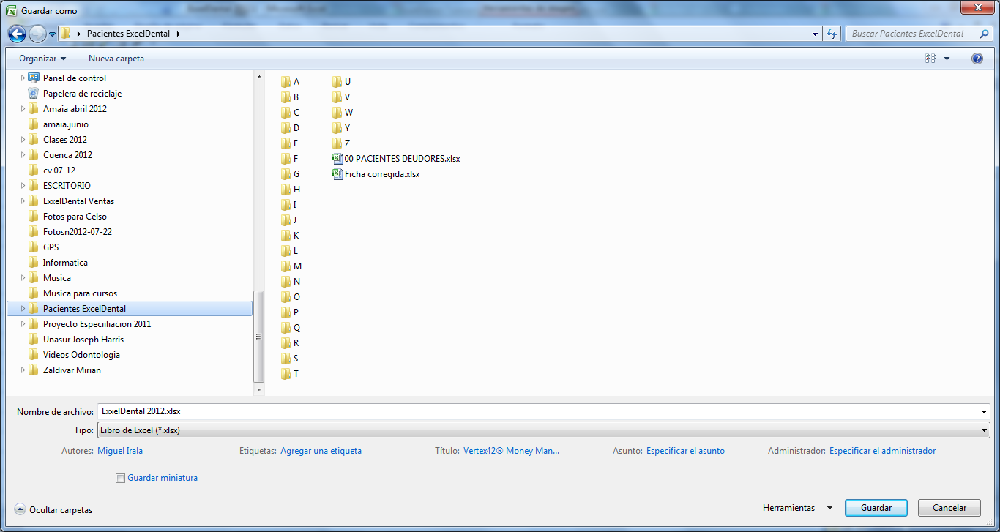 Guardar como
Pacientes ExcelDental
Buscar Pacientes ExcelDental
Organizar
Nueva carpeta
Panel de control
Papelera de reciclaje
Amaia abril 2012
amaia.junio
Clases 2012
Cuenca 2012
cv 07-12
ESCRITORIO
ExxelDental Ventas
Fotos para Celso
Fotosn2012-07-22
GPS
Informatica
Musica
Musica para cursos
Pacientes ExcelDental
Proyecto Especiiliacion 2011
Unasur Joseph Harris
Videos Odontologia
Zaldivar Mirian
A
B
C
D
E
F
G
H
I
J
K
L
M
N
O
P
Q
R
S
T
U
V
W
Y
Z
00 PACIENTES DEUDORES.xlsx
Ficha corregida.xlsx
Nombre de archivo: ExxelDental 2012.xlsx
Tipo: Libro de Excel (*.xlsx)
Autores: Miguel Irala
Etiquetas: Agregar una etiqueta
Título: Vertex42® Money Man...
Asunto: Especificar el asunto
Administrador: Especificar el administrador
Guardar miniatura
Ocultar carpetas
Herramientas
Guardar
Cancelar